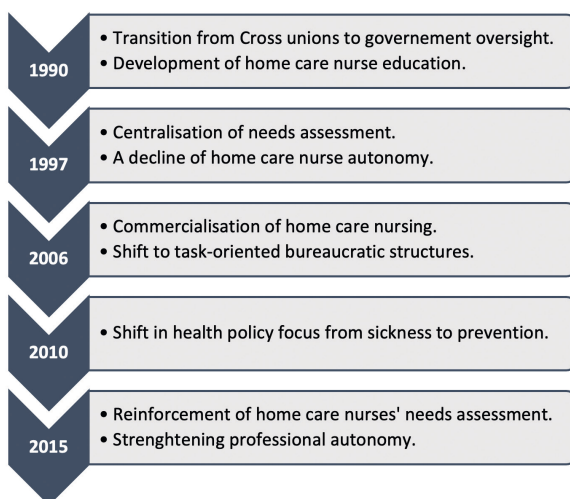 1990
• Transition from Cross unions to governement oversight.
• Development of home care nurse education.
1997
• Centralisation of needs assessment.
• A decline of home care nurse autonomy.
2006
• Commercialisation of home care nursing.
• Shift to task-oriented bureaucratic structures.
2010
• Shift in health policy focus from sickness to prevention.
2015
• Reinforcement of home care nurses' needs assessment.
• Strenghtening professional autonomy.